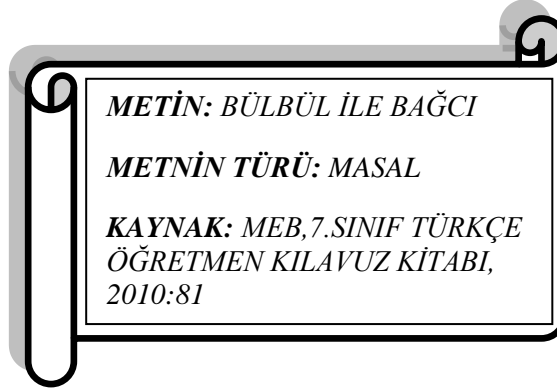 METİN: BÜLBÜL İLE BAĞCI
METNİN TÜRÜ: MASAL
KAYNAK: MEB,7.SINIF TÜRKÇE
ÖĞRETMEN KILAVUZ KİTABI,
2010:81